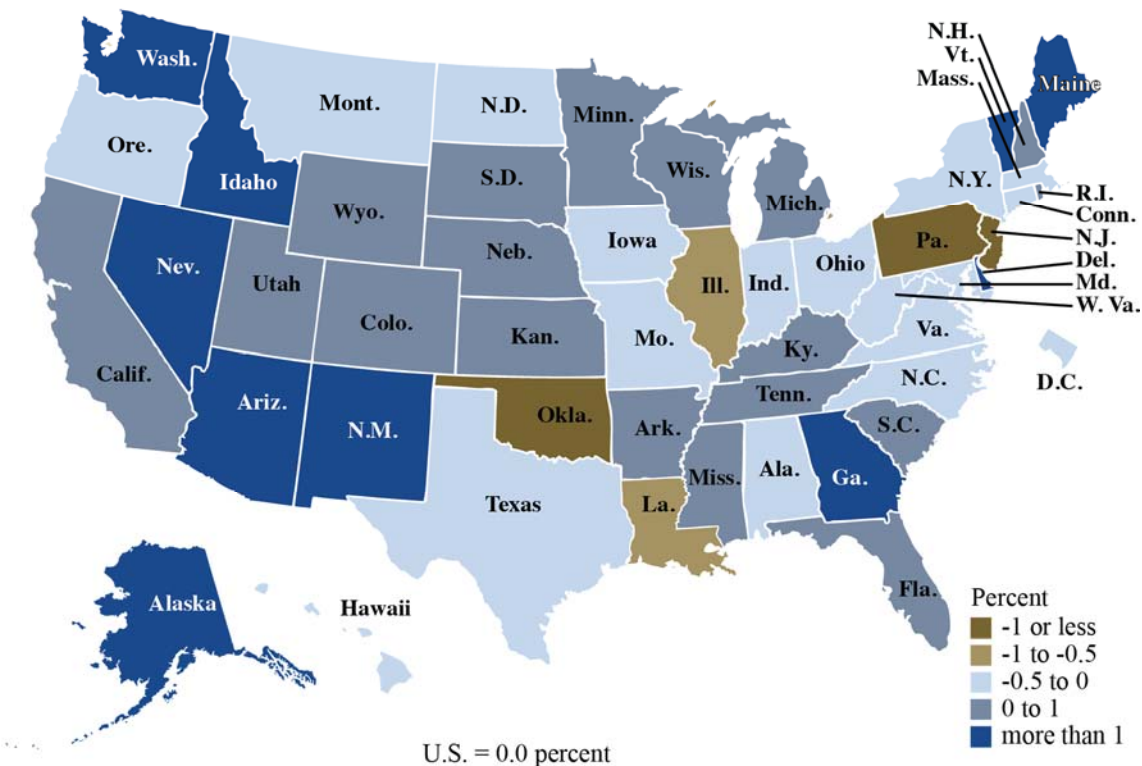 N.H.
Vt.
Mass.
Wash.
Maine
Mont.
N.D.
Minn.
Ore.
Idaho
S.D.
Wis.
N.Y.
R.I.
Wyo.
Mich.
Conn.
Iowa
Pa.
N.J.
Nev.
Neb.
Ohio
Del.
Utah
Ill.
Ind.
Md.
Colo.
W. Va.
Kan.
Mo.
Va.
Calif.
Ky.
N.C.
D.C.
Ariz.
Tenn.
N.M.
Okla.
Ark.
S.C.
Miss.
Ala.
Ga.
Texas
La.
Fla.
Alaska
Hawaii
Percent
-1 or less
-1 to -0.5
-0.5 to 0
0 to 1
more than 1
U.S. = 0.0 percent